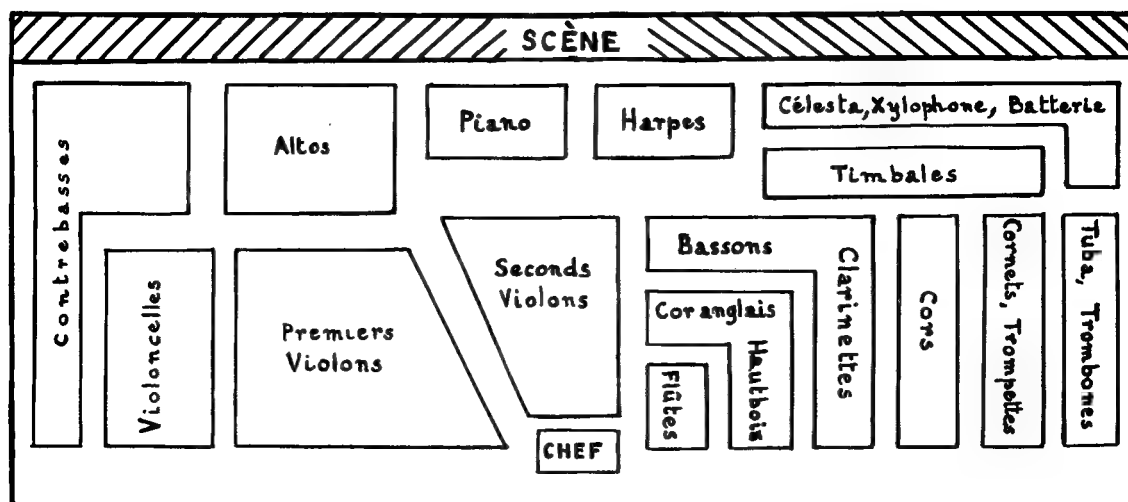 SCÈNE
Contrebasses
Altos
Piano
Harpes
Célesta, Xylophone, Batterie
Timbales
Violoncelles
Premiers
Violons
Seconds
Violons
Bassons
Clarinettes
Cor anglais
Hautbois
Flûtes
Cors
Cornets, Trompettes
Tuba, Trombones
CHEF